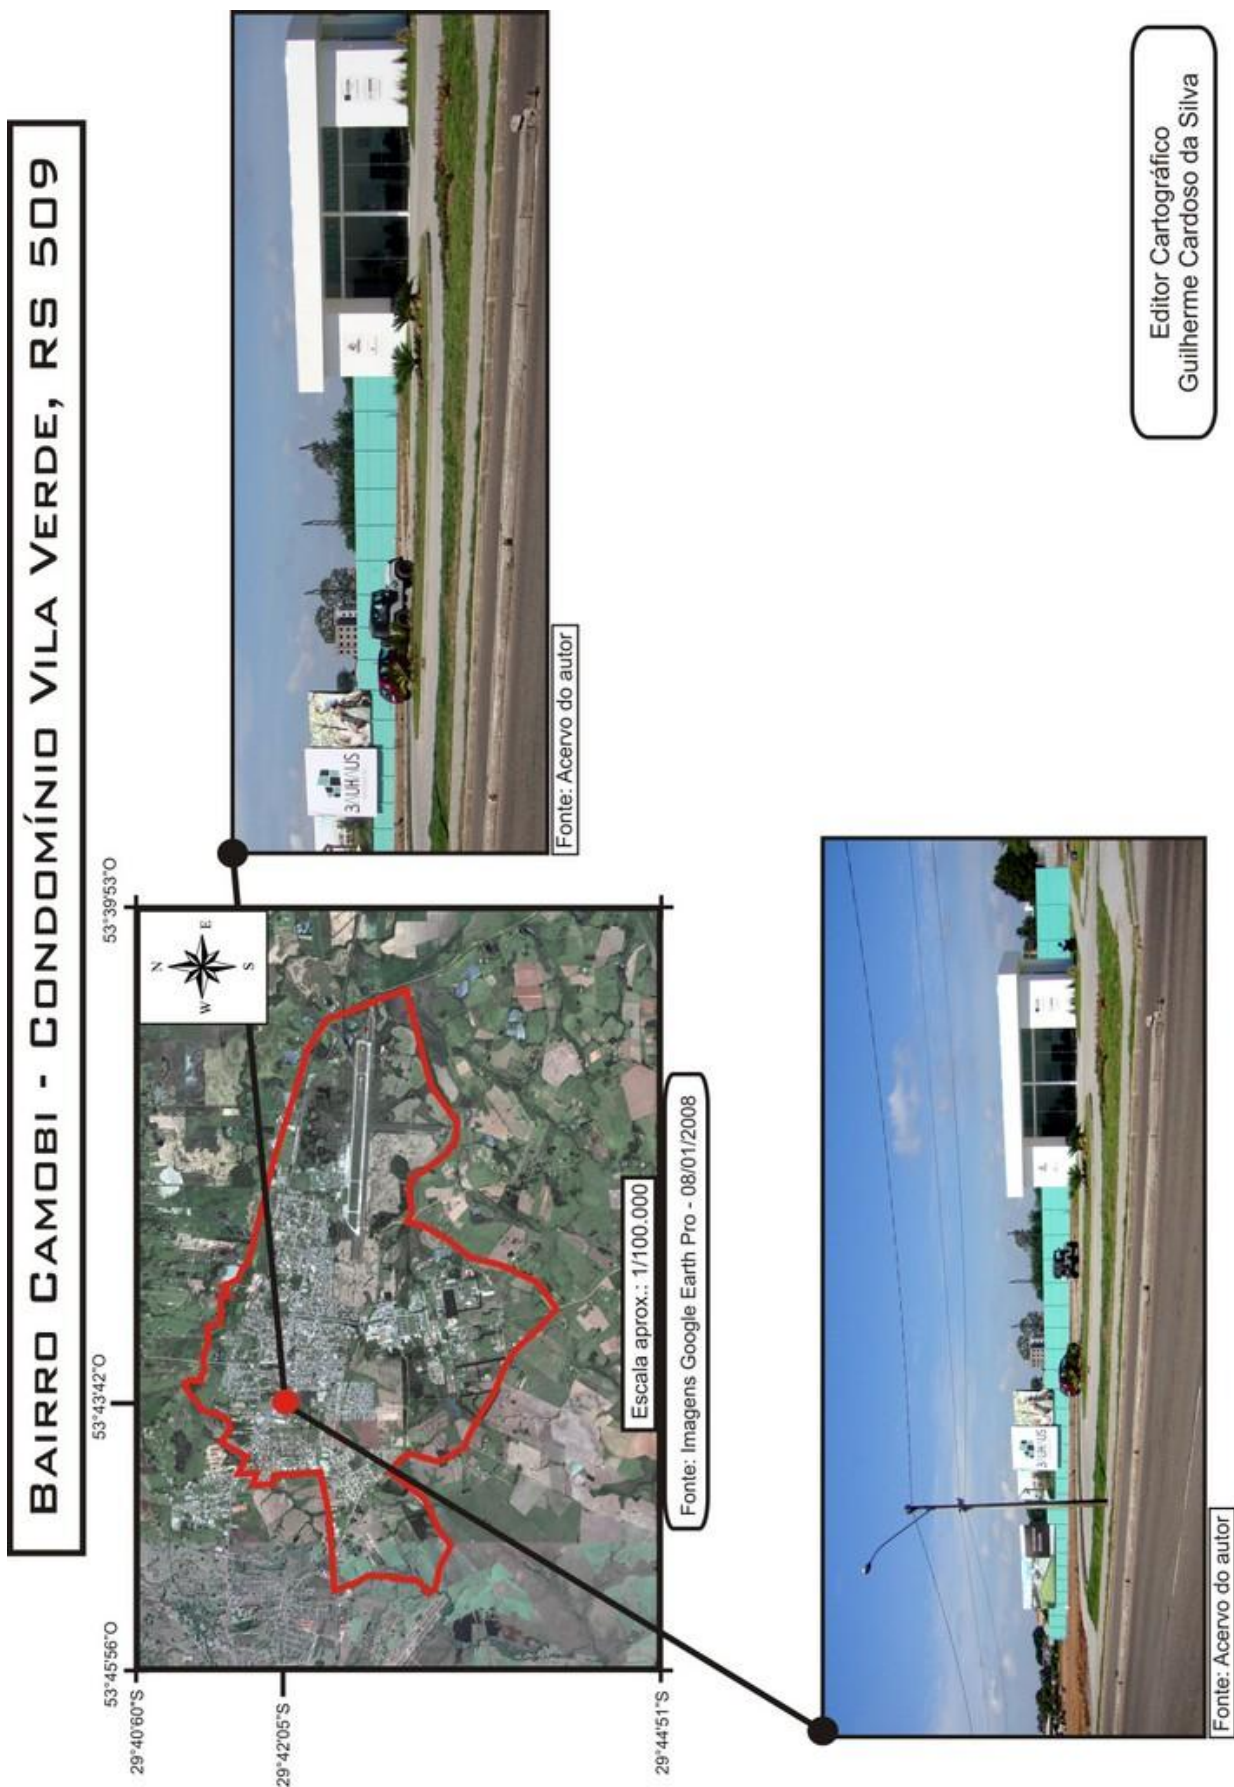 BAIRRO CAMOBI - CONDOMÍNIO VILA VERDE, RS 509
53°45'56"O
53°43'42"O
53°39'53"O
29°40'60"S
29°42'05"S
29°44'51"S
N
W
E
S
Escala aprox.: 1/100.000
Fonte: Imagens Google Earth Pro - 08/01/2008
BAUHAUS
Fonte: Acervo do autor
BAUHAUS
Fonte: Acervo do autor
Editor Cartográfico
Guilherme Cardoso da Silva